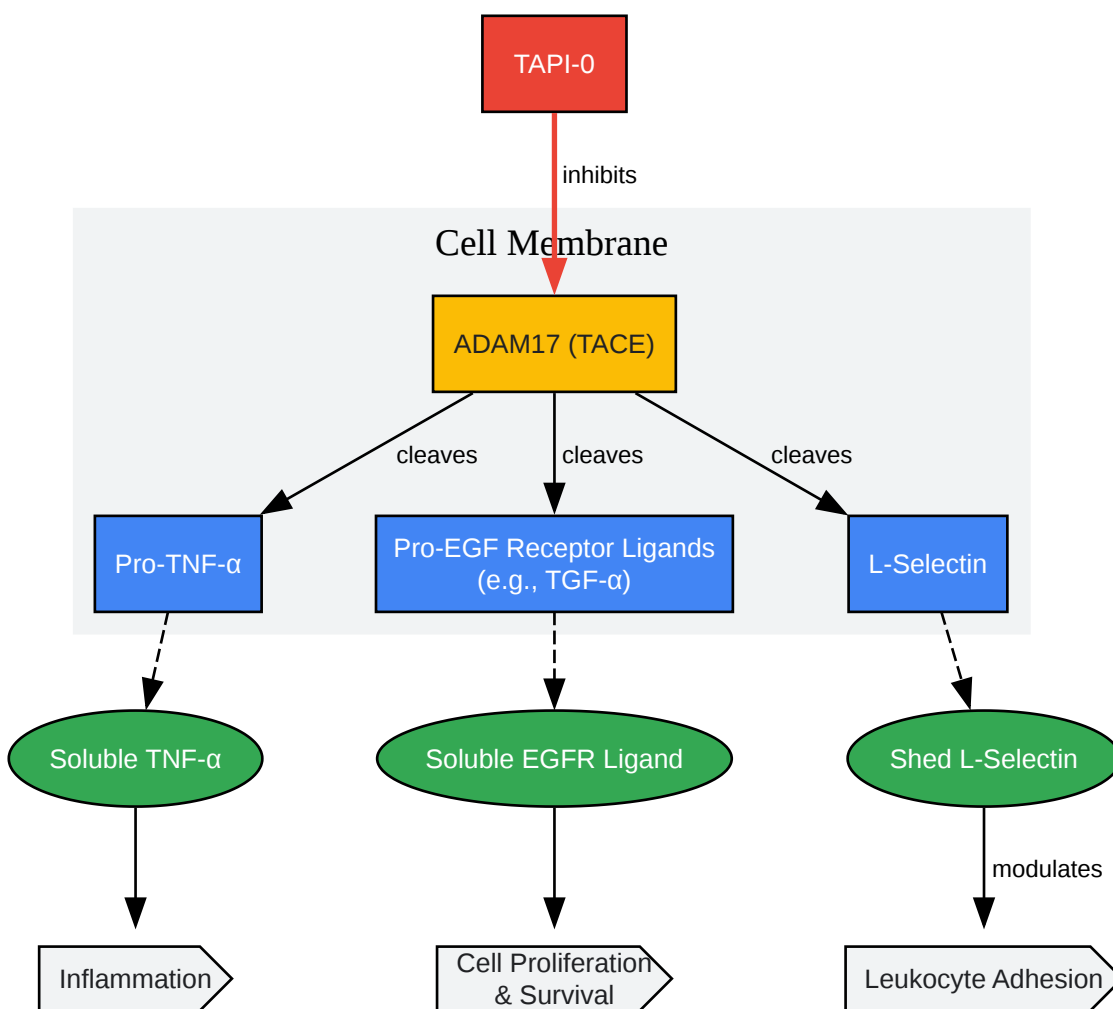 TAPI-0
inhibits
Cell Membrane
ADAM17 (TACE)
cleaves
cleaves
cleaves
Pro-TNF-α
Pro-EGF Receptor Ligands
(e.g., TGF-α)
L-Selectin
Soluble TNF-α
Soluble EGFR Ligand
Shed L-Selectin
modulates
Inflammation
Cell Proliferation
& Survival
Leukocyte Adhesion